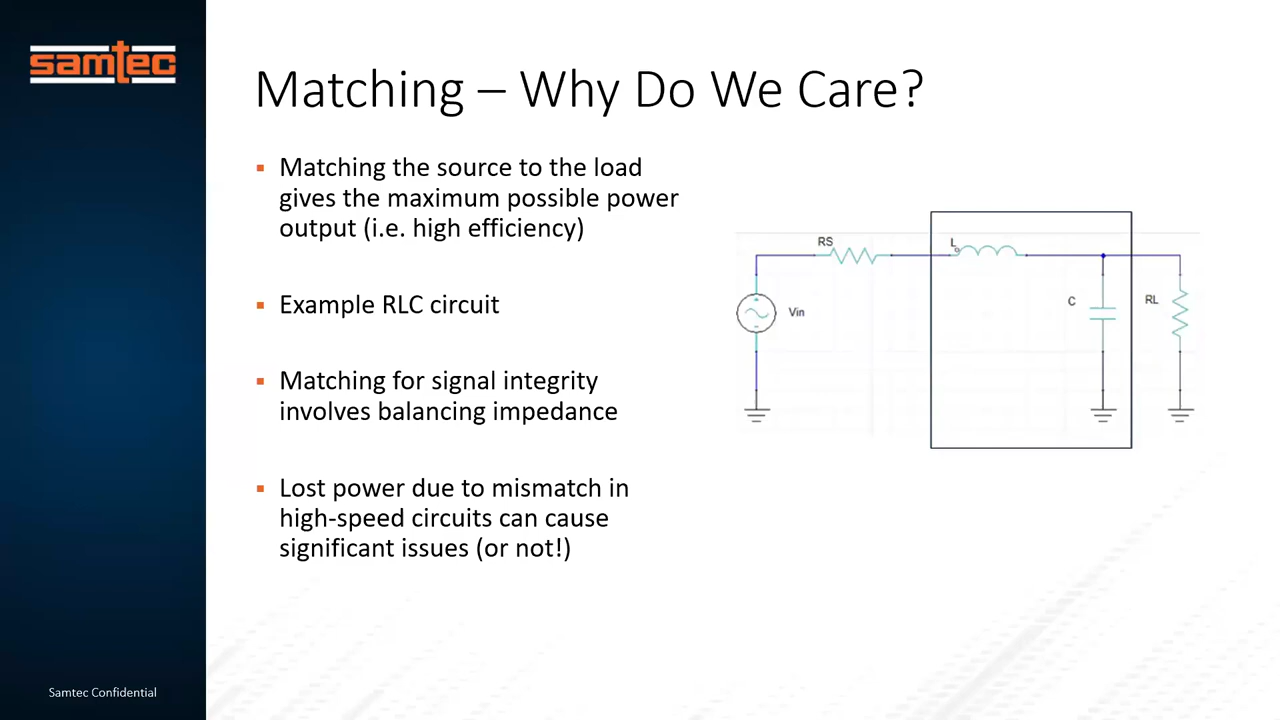 samtec
Matching – Why Do We Care?
▪ Matching the source to the load
gives the maximum possible power
output (i.e. high efficiency)
▪ Example RLC circuit
▪ Matching for signal integrity
involves balancing impedance
▪ Lost power due to mismatch in
high-speed circuits can cause
significant issues (or not!)
RS
L
Vin
C
RL
Samtec Confidential